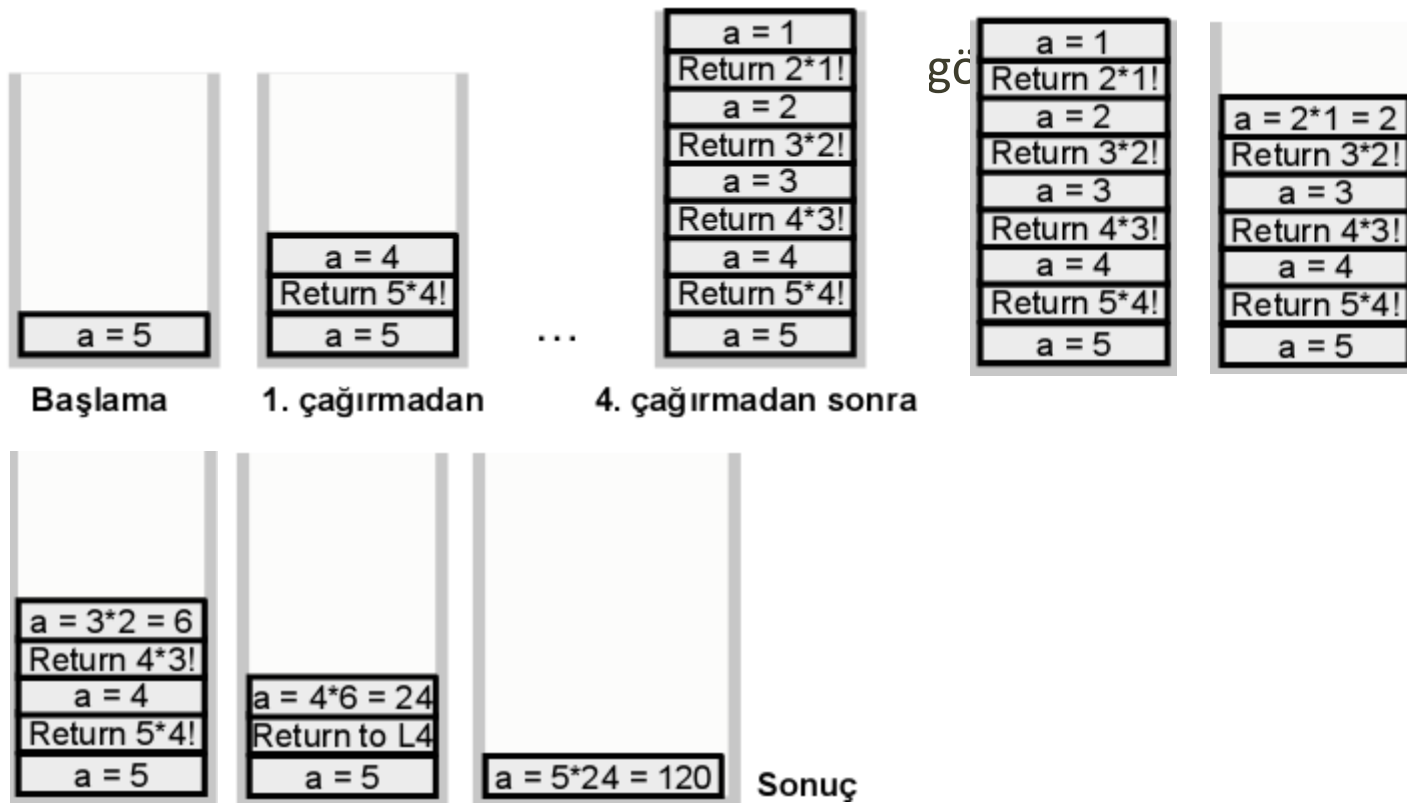 a = 5
Başlama
a = 4
Return 5*4!
a = 5
1. çağırmadan
...
a = 1
Return 2*1!
a = 2
Return 3*2!
a = 3
Return 4*3!
a = 4
Return 5*4!
a = 5
4. çağırmadan sonra
a = 1
Return 2*1!
a = 2
Return 3*2!
a = 3
Return 4*3!
a = 4
Return 5*4!
a = 5
a = 2*1 = 2
Return 3*2!
a = 3
Return 4*3!
a = 4
Return 5*4!
a = 5
a = 3*2 = 6
Return 4*3!
a = 4
Return 5*4!
a = 5
a = 4*6 = 24
Return to L4
a = 5
a = 5*24 = 120
Sonuç